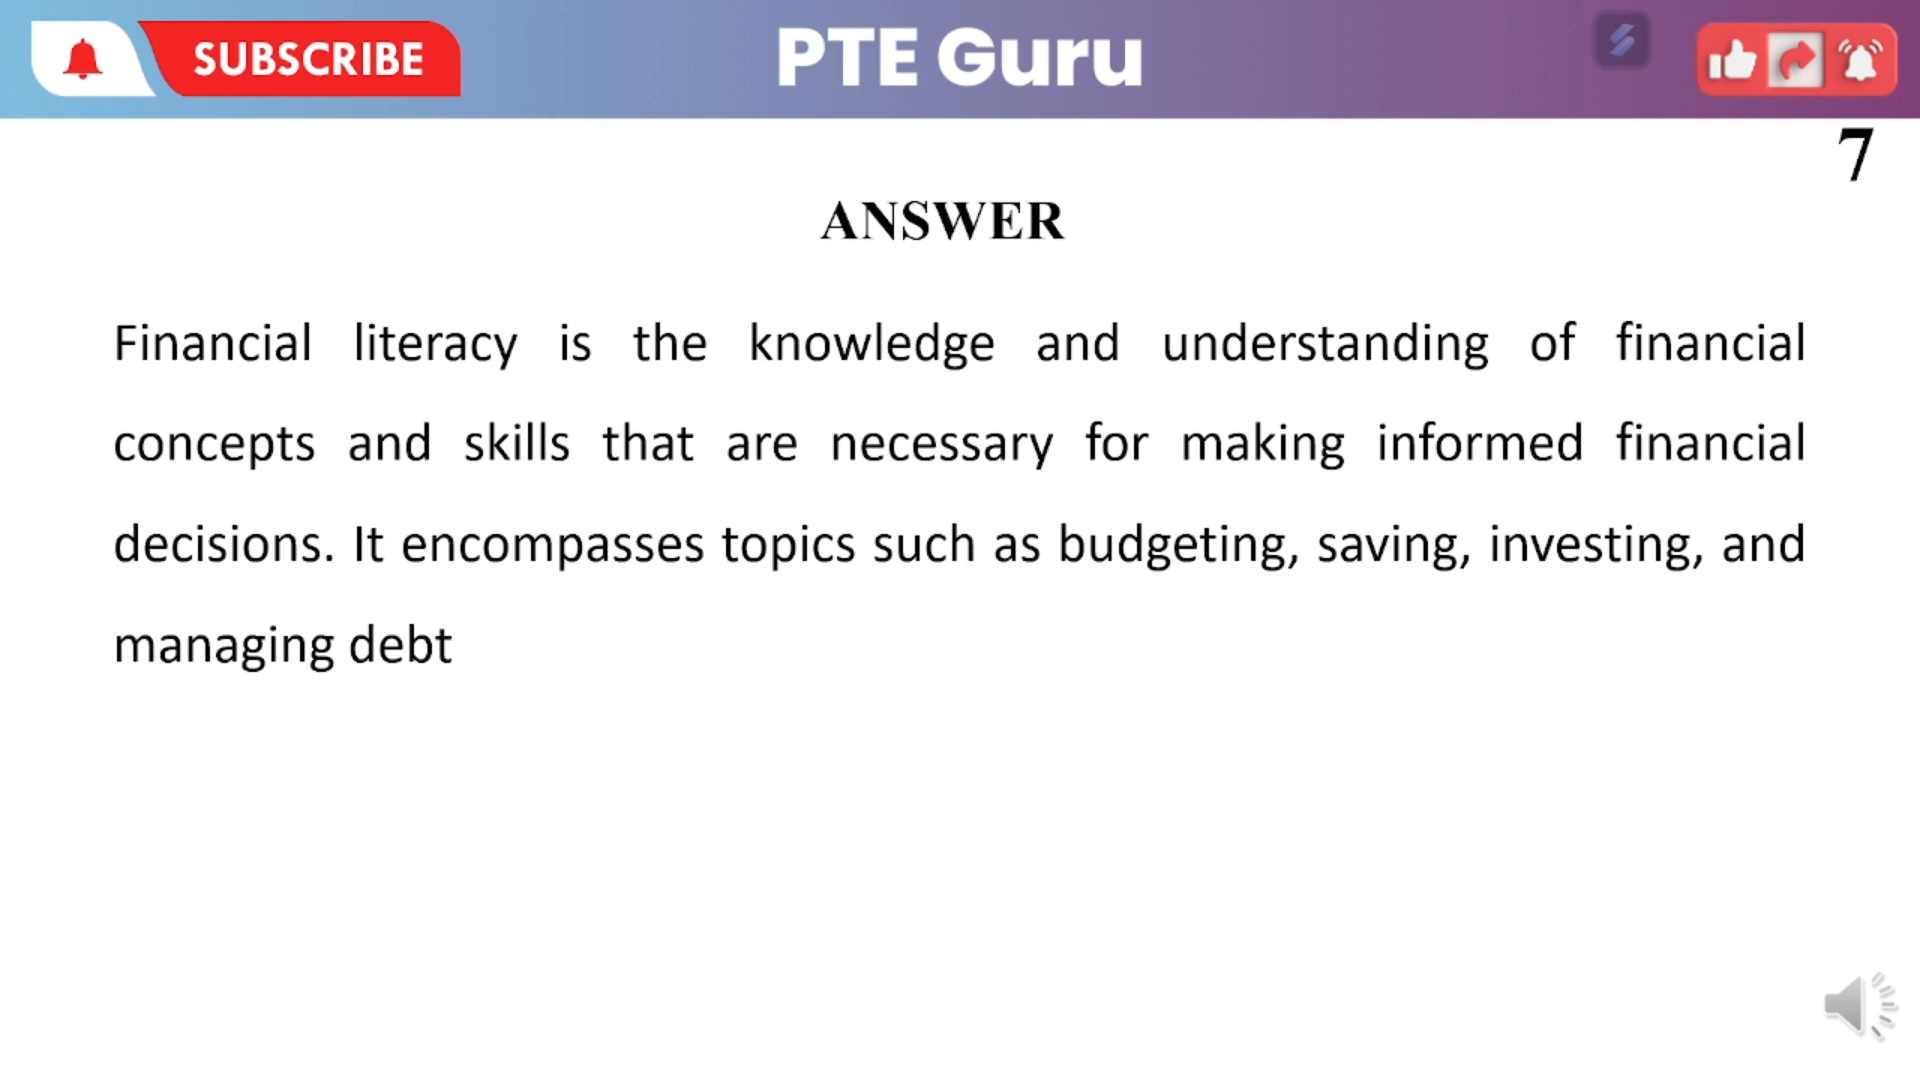 SUBSCRIBE
PTE Guru
7
ANSWER
Financial literacy is the knowledge and understanding of financial
concepts and skills that are necessary for making informed financial
decisions. It encompasses topics such as budgeting, saving, investing, and
managing debt